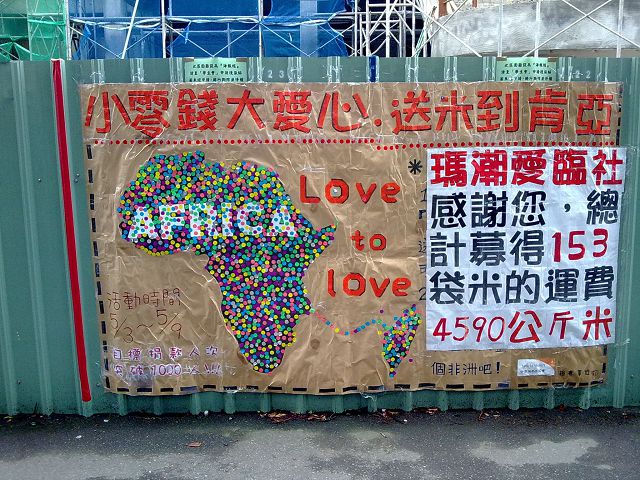 小零錢大愛心．送米到肯亞
AFRICA
Love
to
love
*
瑪潮愛臨社
感謝您，總
計募得153
袋米的運費
4590公斤米
活動時間
5/3～5/9
目標捐款人次
突破1000
個非洲吧！